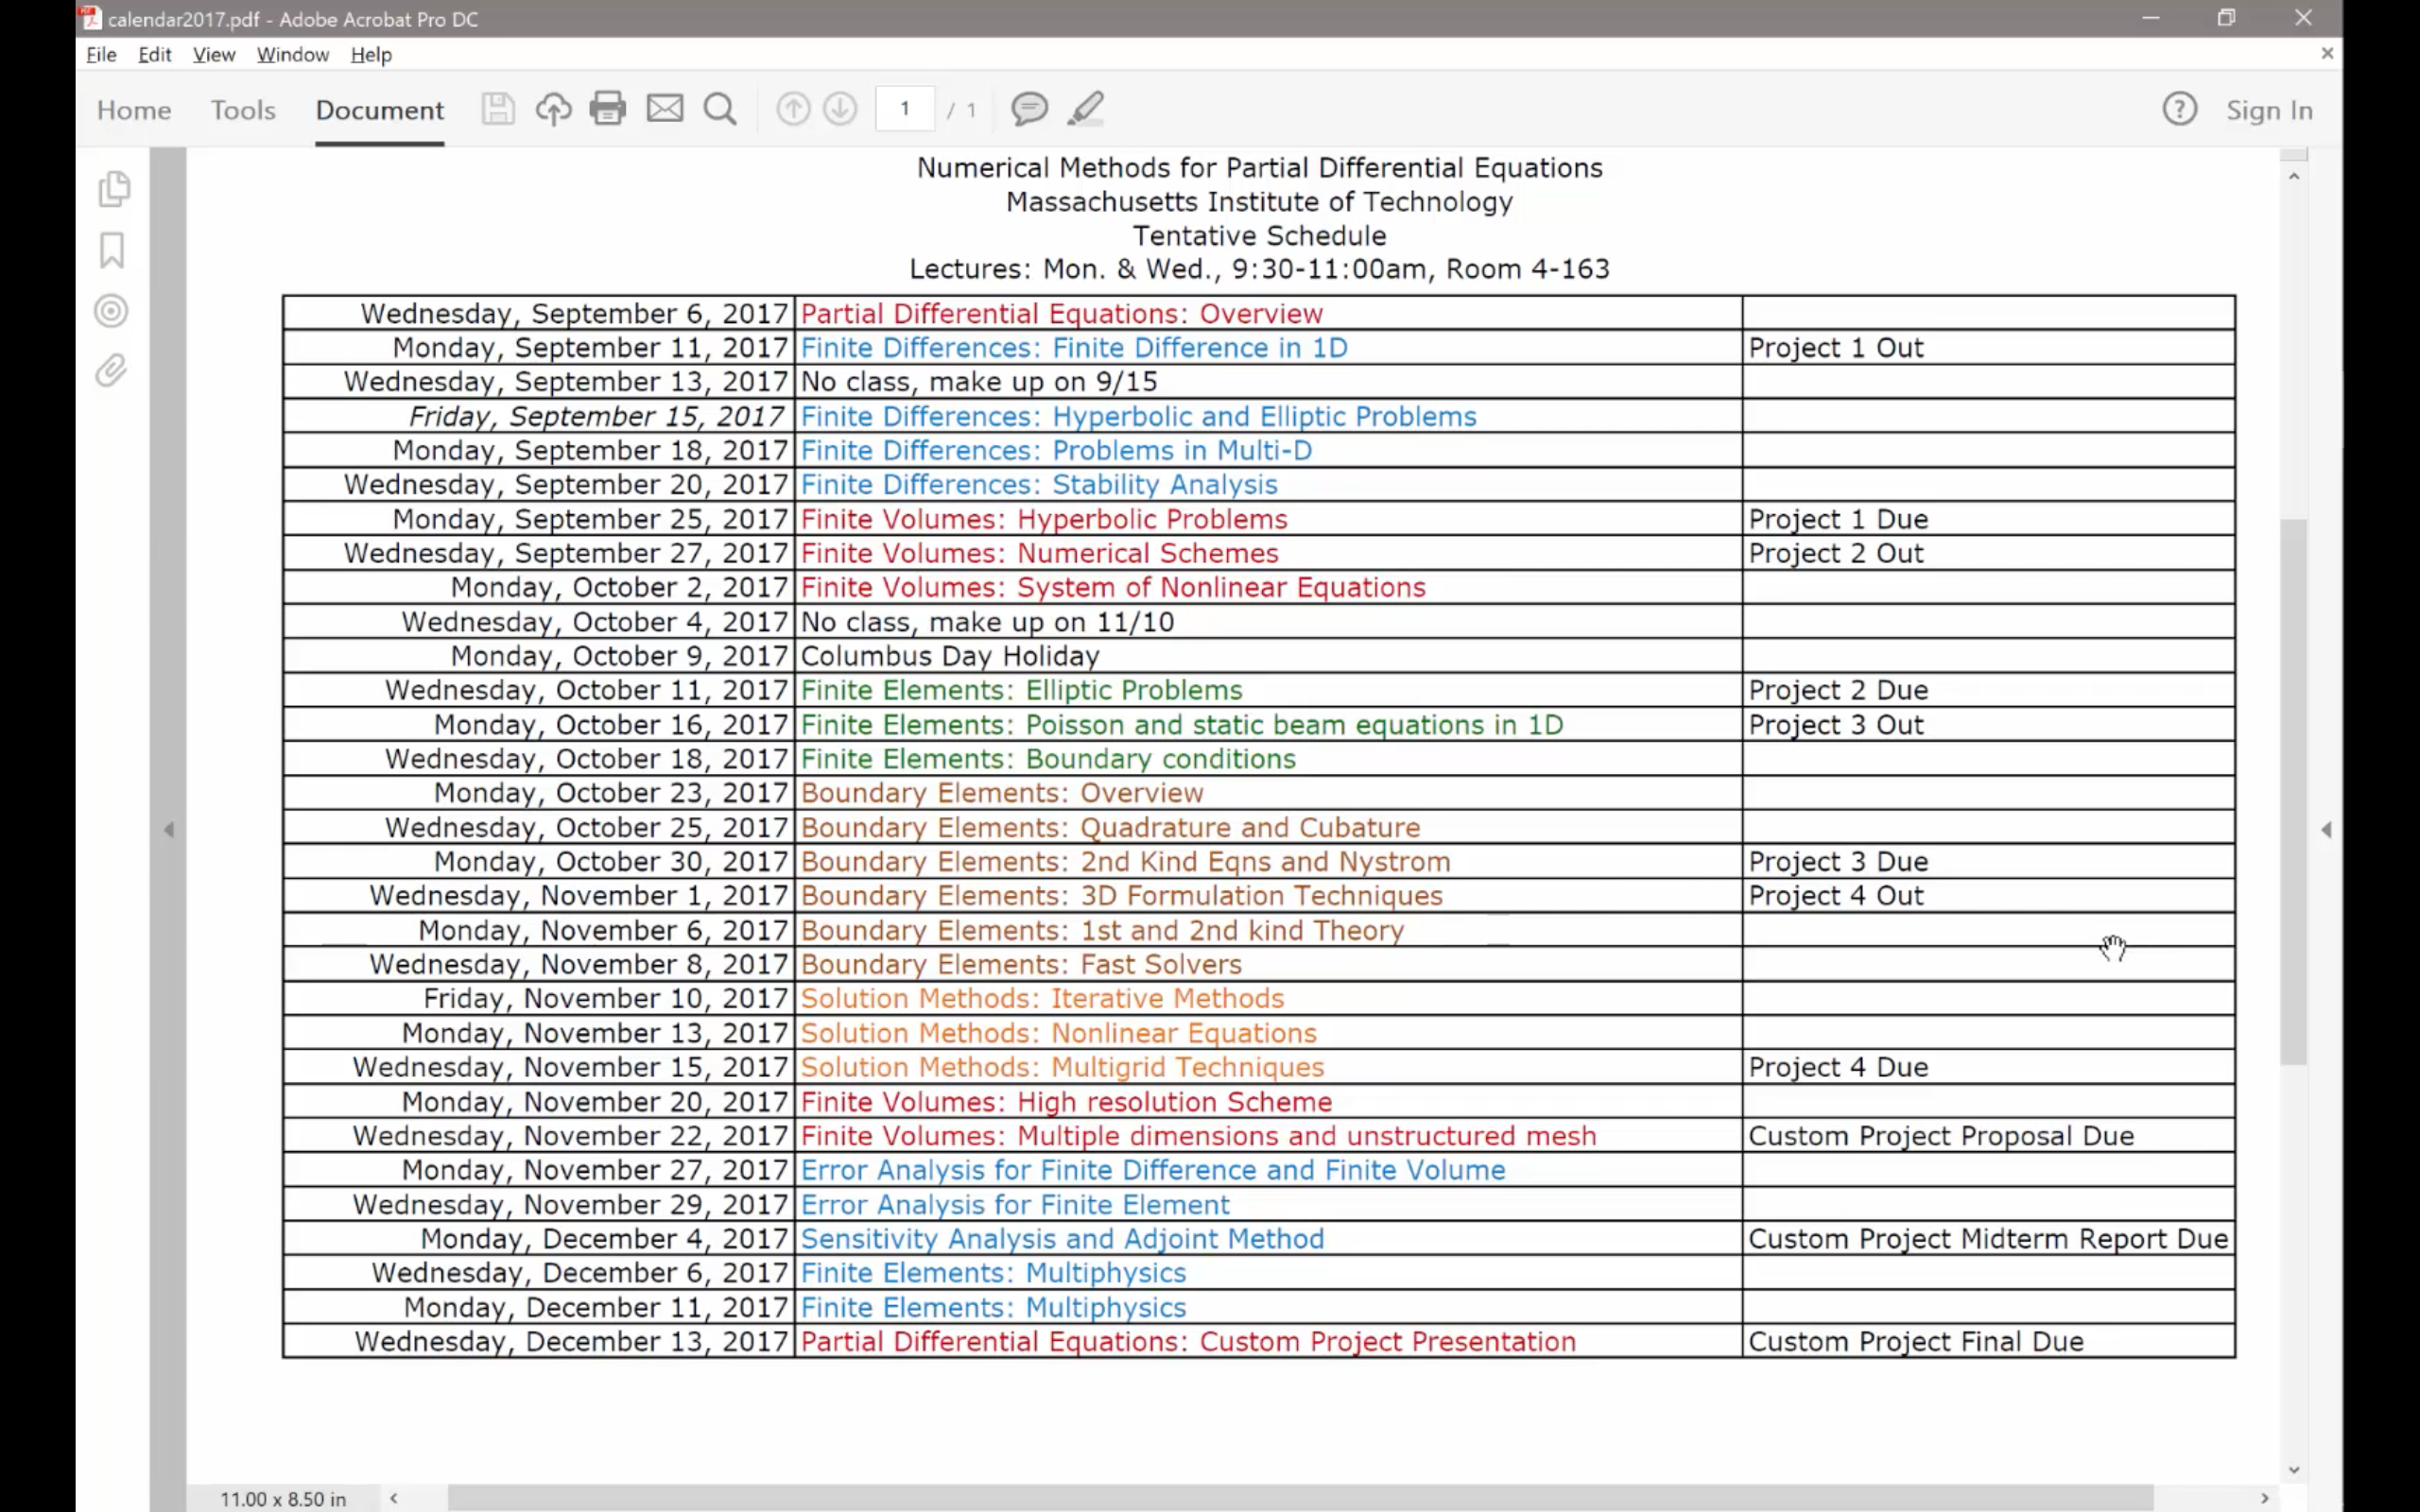 calendar2017.pdf - Adobe Acrobat Pro DC
File Edit View Window Help
Home Tools Document 1 / 1 Sign In
Numerical Methods for Partial Differential Equations
Massachusetts Institute of Technology
Tentative Schedule
Lectures: Mon. & Wed., 9:30-11:00am, Room 4-163
Wednesday, September 6, 2017 Partial Differential Equations: Overview
Monday, September 11, 2017 Finite Differences: Finite Difference in 1D Project 1 Out
Wednesday, September 13, 2017 No class, make up on 9/15
Friday, September 15, 2017 Finite Differences: Hyperbolic and Elliptic Problems
Monday, September 18, 2017 Finite Differences: Problems in Multi-D
Wednesday, September 20, 2017 Finite Differences: Stability Analysis
Monday, September 25, 2017 Finite Volumes: Hyperbolic Problems Project 1 Due
Wednesday, September 27, 2017 Finite Volumes: Numerical Schemes Project 2 Out
Monday, October 2, 2017 Finite Volumes: System of Nonlinear Equations
Wednesday, October 4, 2017 No class, make up on 11/10
Monday, October 9, 2017 Columbus Day Holiday
Wednesday, October 11, 2017 Finite Elements: Elliptic Problems Project 2 Due
Monday, October 16, 2017 Finite Elements: Poisson and static beam equations in 1D Project 3 Out
Wednesday, October 18, 2017 Finite Elements: Boundary conditions
Monday, October 23, 2017 Boundary Elements: Overview
Wednesday, October 25, 2017 Boundary Elements: Quadrature and Cubature
Monday, October 30, 2017 Boundary Elements: 2nd Kind Eqns and Nystrom Project 3 Due
Wednesday, November 1, 2017 Boundary Elements: 3D Formulation Techniques Project 4 Out
Monday, November 6, 2017 Boundary Elements: 1st and 2nd kind Theory
Wednesday, November 8, 2017 Boundary Elements: Fast Solvers
Friday, November 10, 2017 Solution Methods: Iterative Methods
Monday, November 13, 2017 Solution Methods: Nonlinear Equations
Wednesday, November 15, 2017 Solution Methods: Multigrid Techniques Project 4 Due
Monday, November 20, 2017 Finite Volumes: High resolution Scheme
Wednesday, November 22, 2017 Finite Volumes: Multiple dimensions and unstructured mesh Custom Project Proposal Due
Monday, November 27, 2017 Error Analysis for Finite Difference and Finite Volume
Wednesday, November 29, 2017 Error Analysis for Finite Element
Monday, December 4, 2017 Sensitivity Analysis and Adjoint Method Custom Project Midterm Report Due
Wednesday, December 6, 2017 Finite Elements: Multiphysics
Monday, December 11, 2017 Finite Elements: Multiphysics
Wednesday, December 13, 2017 Partial Differential Equations: Custom Project Presentation Custom Project Final Due
11.00 x 8.50 in